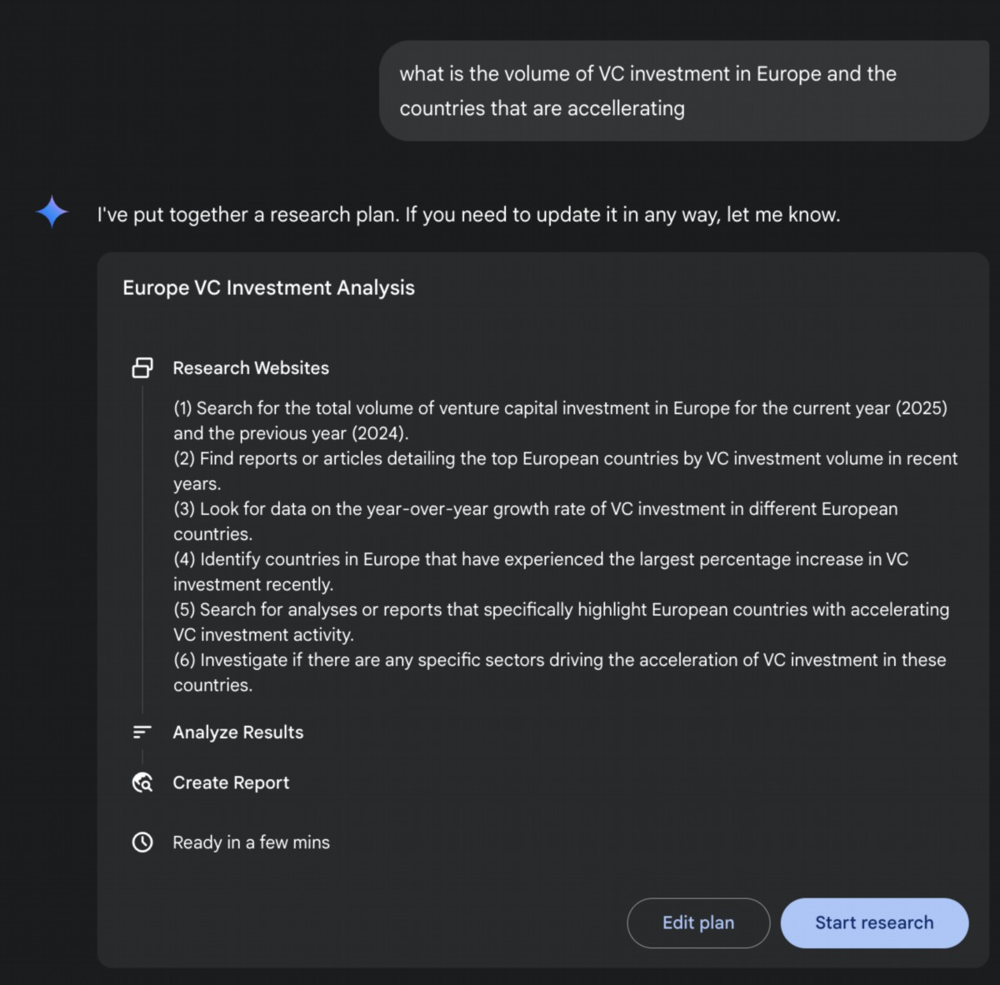 what is the volume of VC investment in Europe and the
countries that are accellerating
I've put together a research plan. If you need to update it in any way, let me know.
Europe VC Investment Analysis
Research Websites
(1) Search for the total volume of venture capital investment in Europe for the current year (2025)
and the previous year (2024).
(2) Find reports or articles detailing the top European countries by VC investment volume in recent
years.
(3) Look for data on the year-over-year growth rate of VC investment in different European
countries.
(4) Identify countries in Europe that have experienced the largest percentage increase in VC
investment recently.
(5) Search for analyses or reports that specifically highlight European countries with accelerating
VC investment activity.
(6) Investigate if there are any specific sectors driving the acceleration of VC investment in these
countries.
Analyze Results
Create Report
Ready in a few mins
Edit plan
Start research